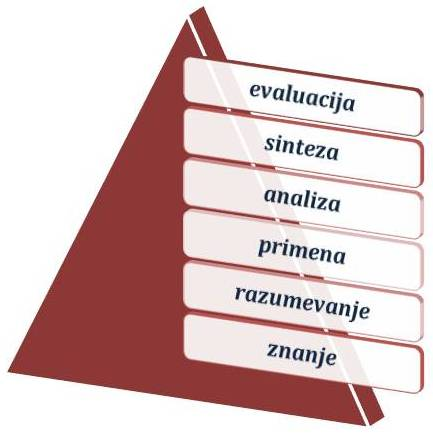 evaluacija
sinteza
analiza
primena
razumevanje
znanje